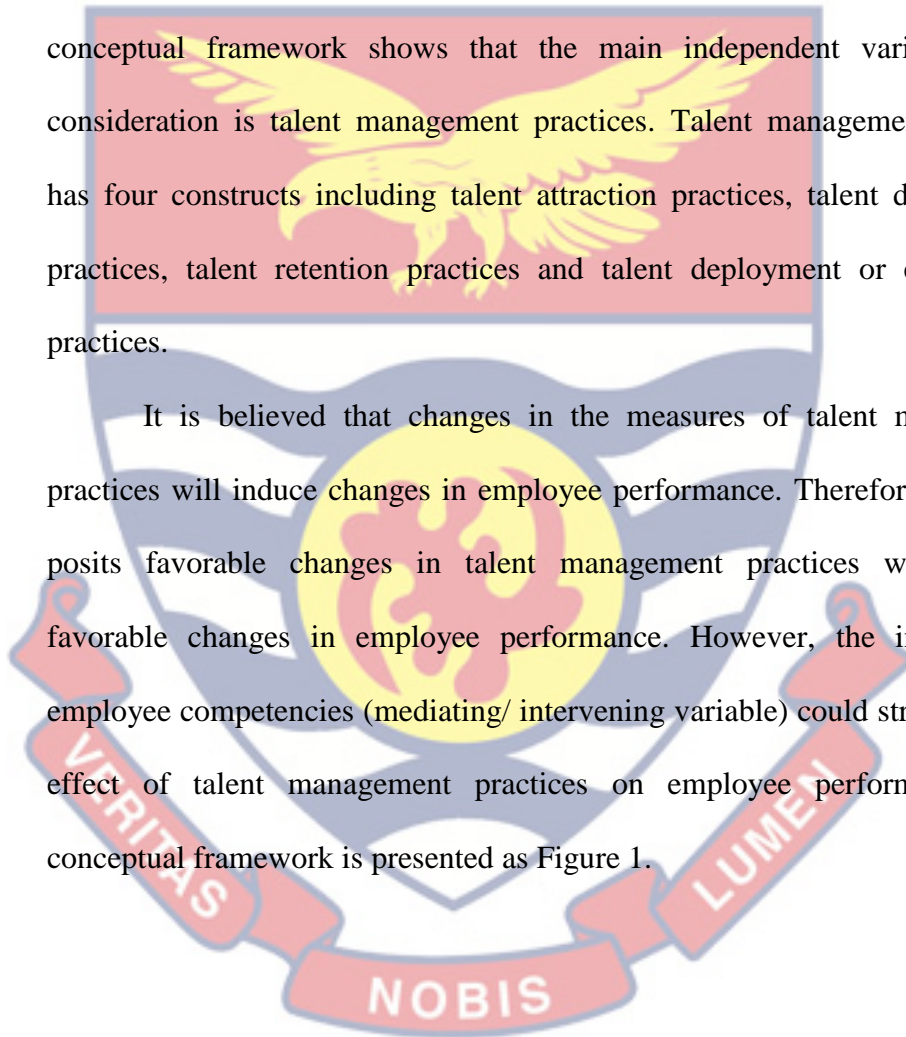 conceptual framework shows that the main independent vari
consideration is talent management practices. Talent manageme
has four constructs including talent attraction practices, talent d
practices, talent retention practices and talent deployment or
practices.
It is believed that changes in the measures of talent m
practices will induce changes in employee performance. Therefor
posits favorable changes in talent management practices w
favorable changes in employee performance. However, the i
employee competencies (mediating/ intervening variable) could str
effect of talent management practices on employee perform
conceptual framework is presented as Figure 1.
VERITAS
NOBIS
LUMEN